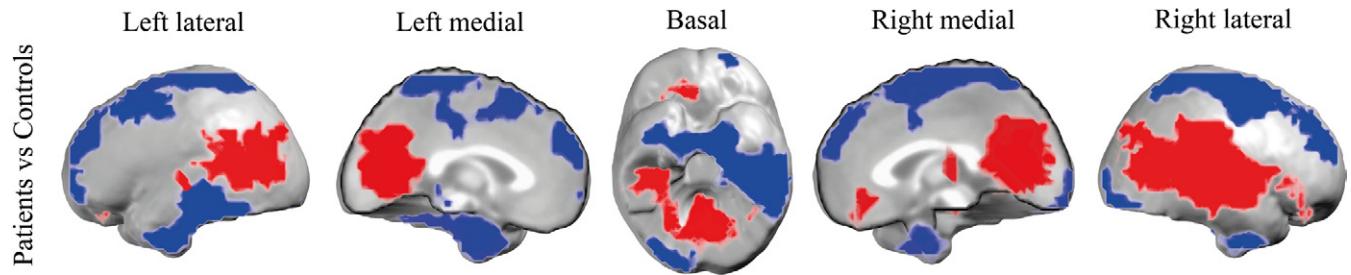 Left lateral
Left medial
Basal
Right medial
Right lateral
Patients vs Controls